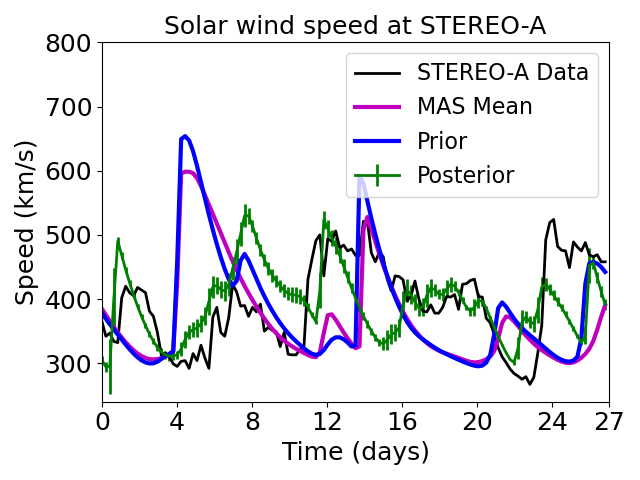 Solar wind speed at STEREO-A
800
700
600
500
400
300
Speed (km/s)
STEREO-A Data
MAS Mean
Prior
Posterior
0 4 8 12 16 20 24 27
Time (days)